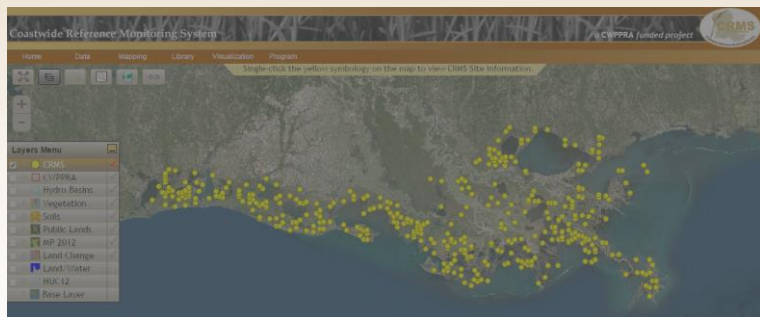 Coastwide Reference Monitoring System
a CWPPRA funded project
CRMS
Home Data Mapping Library Visualization Program
Single-click the yellow symbology on the map to view CRMS Site Information.
+
-
Layers Menu
CRMS
CWPPRA
Hydro Basins
Vegetation
Soils
Public Lands
MP 2012
Land Change
Land/Water
HUC12
Base Layer